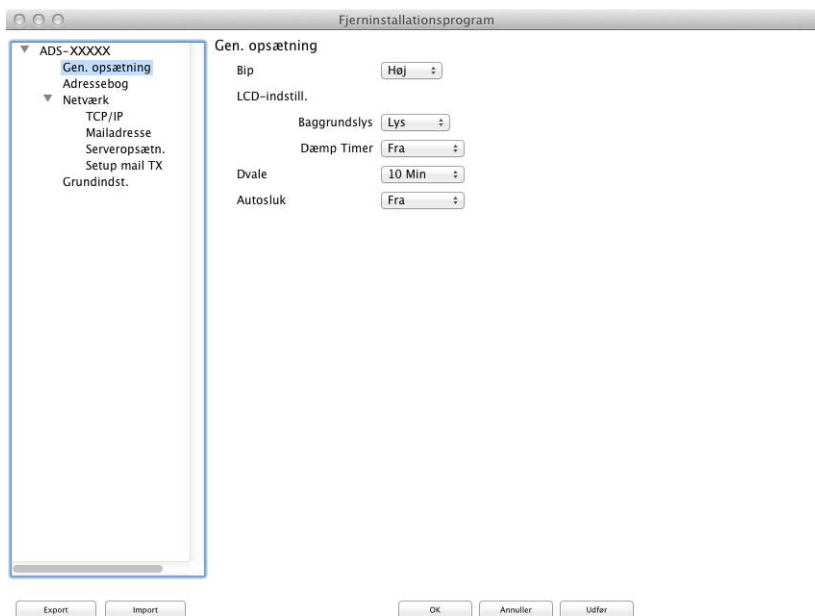 Fjerninstallationsprogram
ADS-XXXXX
Gen. opsætning
Adressebog
Netværk
TCP/IP
Mailadresse
Serveropsætn.
Setup mail TX
Grundindst.
Gen. opsætning
Bip Høj
LCD-indstill.
Baggrundslys Lys
Dæmp Timer Fra
Dvale 10 Min
Autosluk Fra
Export Import OK Annuller Udfør